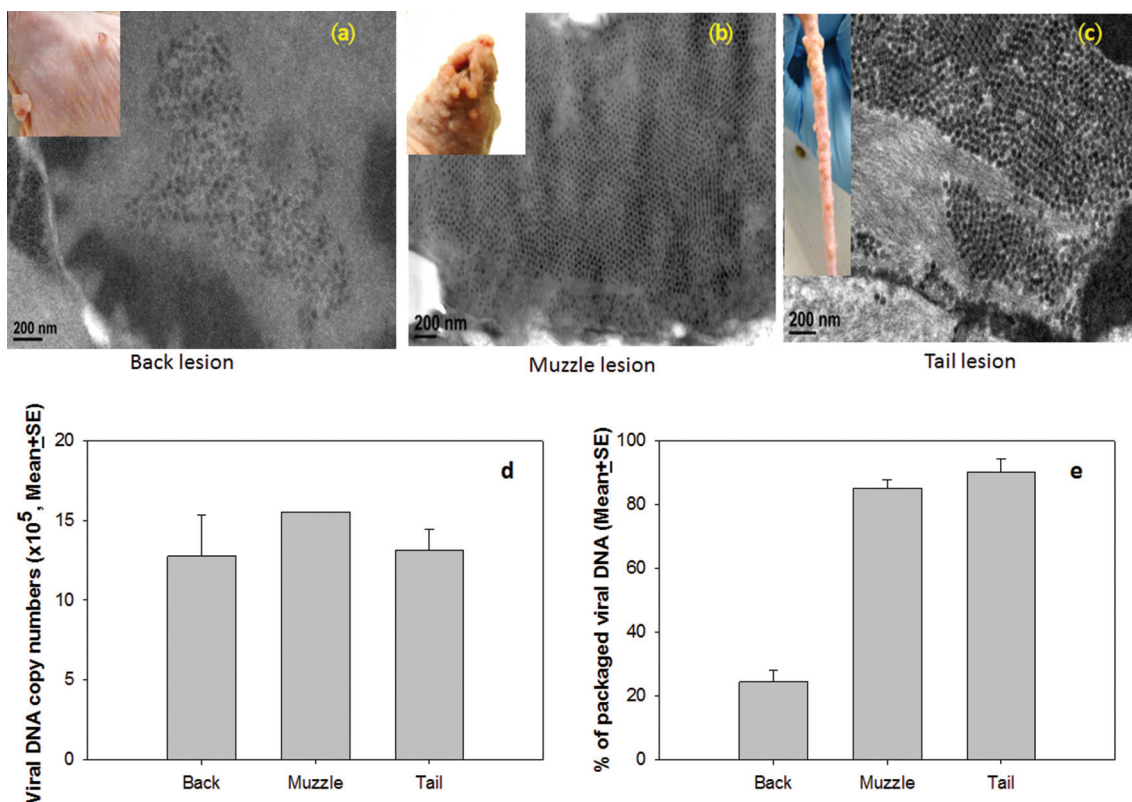 (a)
200 nm
Back lesion
(b)
200 nm
Muzzle lesion
(c)
200 nm
Tail lesion
Viral DNA copy numbers (x10⁵, Mean±SE)
20
15
10
5
0
d
Back Muzzle Tail
% of packaged viral DNA (Mean±SE)
100
80
60
40
20
0
e
Back Muzzle Tail